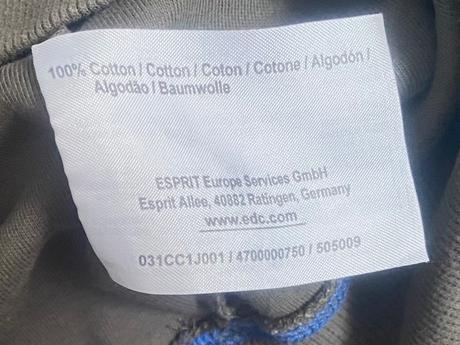 100% Cotton / Cotton / Coton / Cotone / Algodón /
Algodão / Baumwolle
ESPRIT Europe Services GmbH
Esprit Allee, 40882 Ratingen, Germany
www.edc.com
031CC1J001 / 4700000750 / 505009